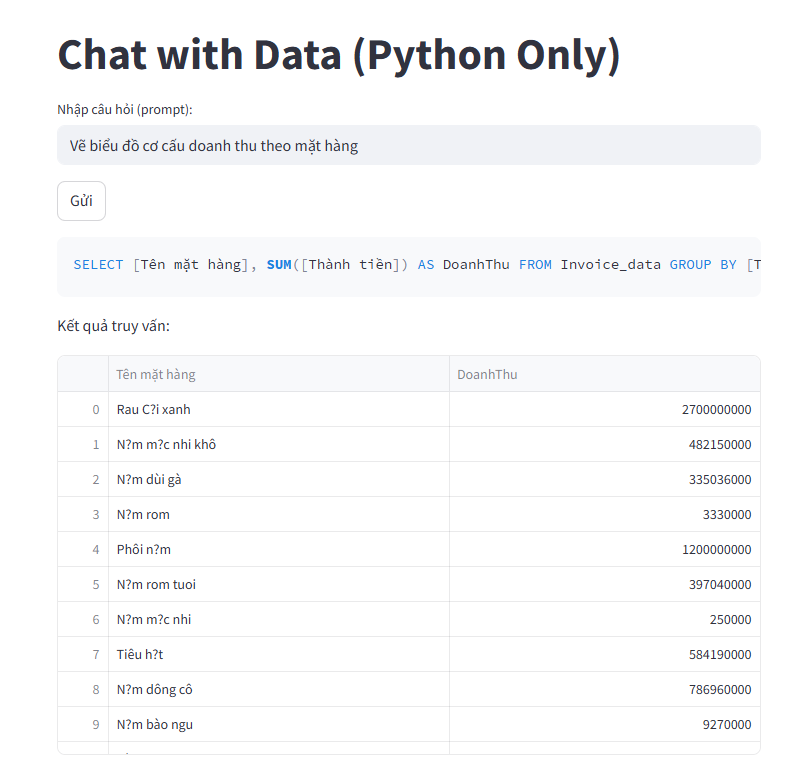 Chat with Data (Python Only)
Nhập câu hỏi (prompt):
Vẽ biểu đồ cơ cấu doanh thu theo mặt hàng
Gửi
SELECT [Tên mặt hàng], SUM([Thành tiền]) AS DoanhThu FROM Invoice_data GROUP BY [T
Kết quả truy vấn:
Tên mặt hàng DoanhThu
0 Rau C?i xanh 2700000000
1 N?m m?c nhi khô 482150000
2 N?m dùi gà 335036000
3 N?m rom 3330000
4 Phôi n?m 1200000000
5 N?m rom tuoi 397040000
6 N?m m?c nhi 250000
7 Tiêu h?t 584190000
8 N?m dông cô 786960000
9 N?m bào ngu 9270000